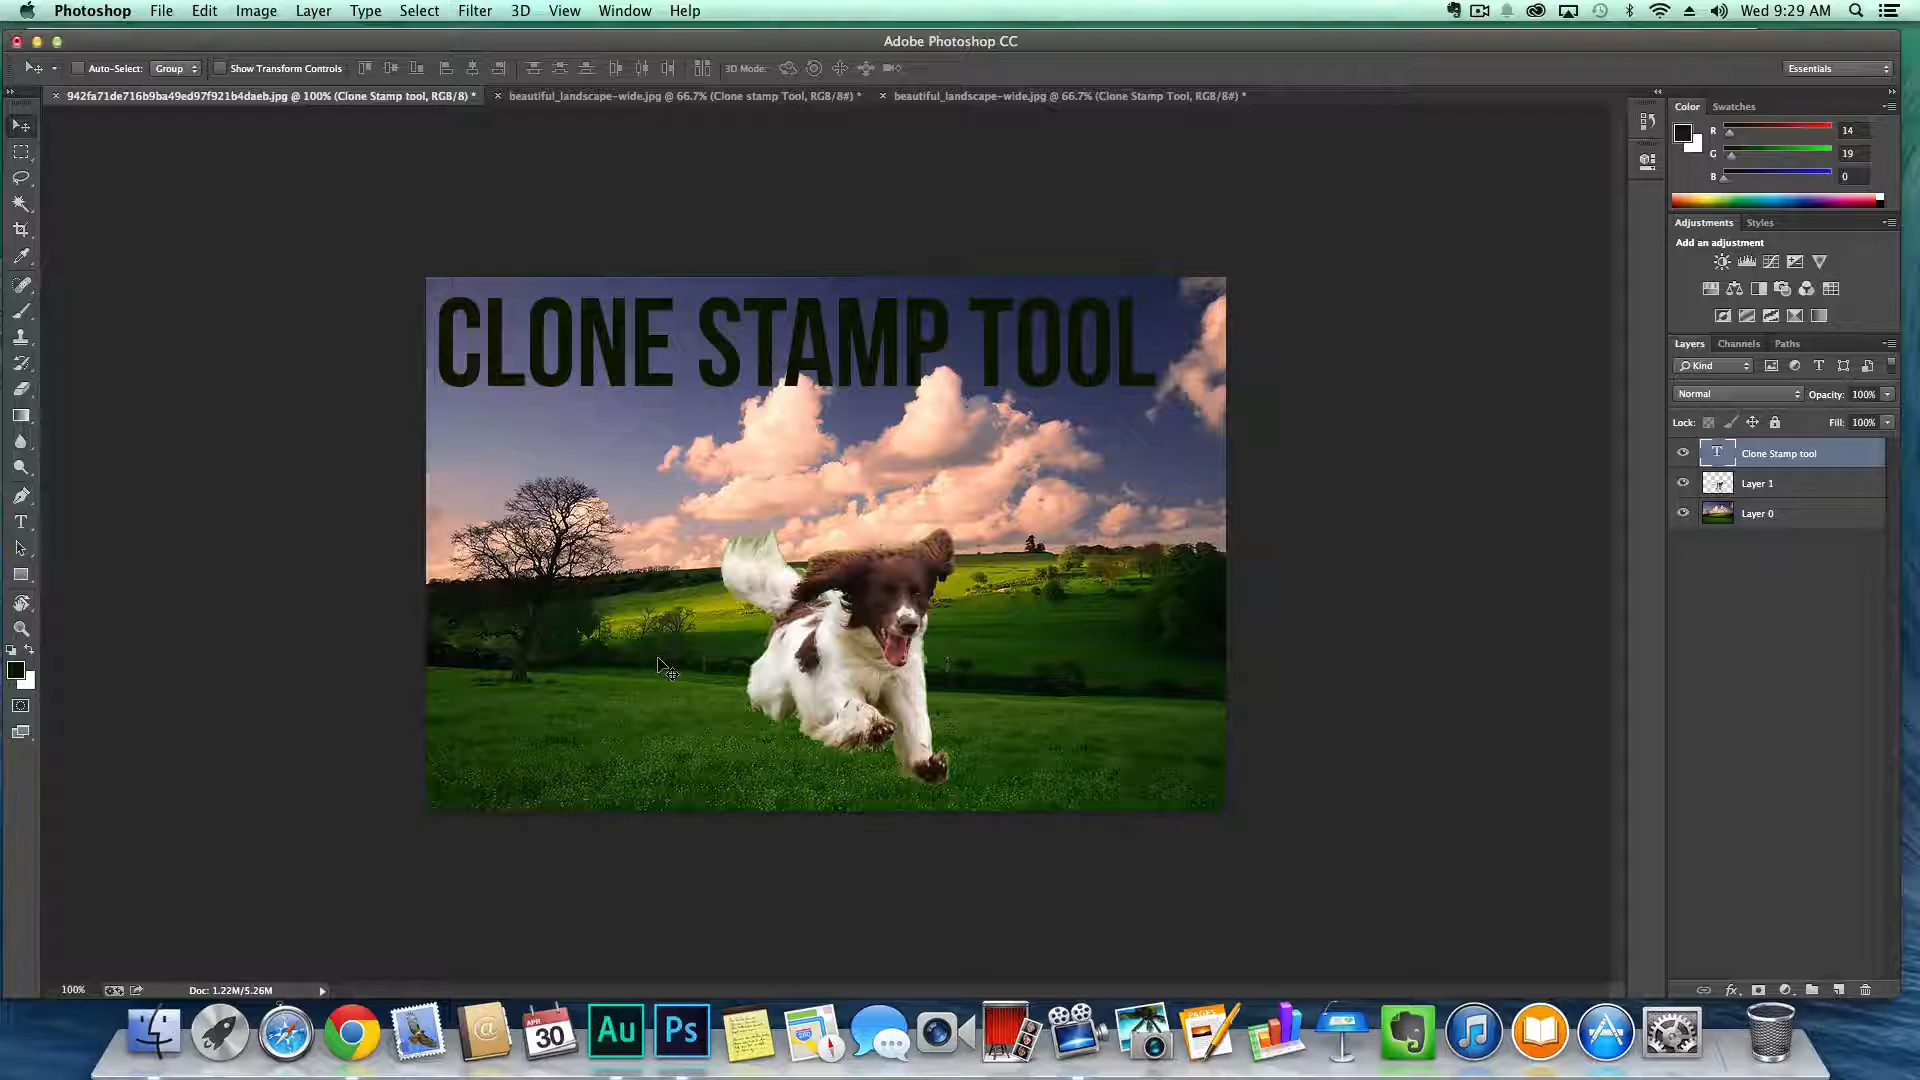 Photoshop File Edit Image Layer Type Select Filter 3D View Window Help Wed 9:29 AM
Adobe Photoshop CC
Auto-Select: Group Show Transform Controls 3D Mode: Essentials
942fa71de716b9ba49ed97f921b4daeb.jpg @ 100% (Clone Stamp tool, RGB/8) * beautiful_landscape-wide.jpg @ 66.7% (Clone stamp Tool, RGB/8#) * beautiful_landscape-wide.jpg @ 66.7% (Clone Stamp Tool, RGB/8#) *
Color Swatches
R 14
G 19
B 0
Adjustments Styles
Add an adjustment
CLONE STAMP TOOL
Layers Channels Paths
Kind
Normal Opacity: 100%
Lock: Fill: 100%
T Clone Stamp tool
Layer 1
Layer 0
100% Doc: 1.22M/5.26M
fx
APR
30
Au
Ps
PAGES